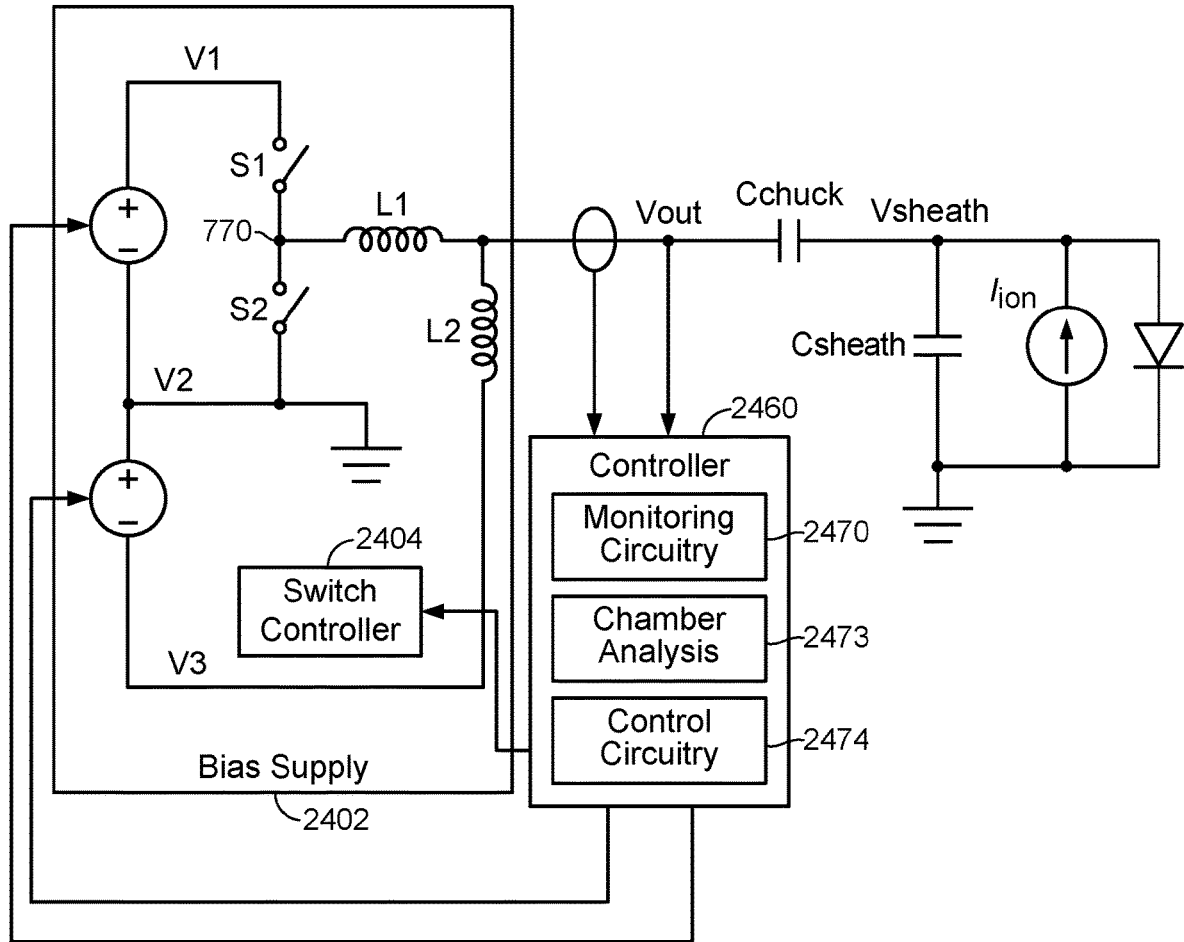 V1
+
−
S1
770
L1
S2
L2
V2
+
−
V3
2404
Switch
Controller
Bias Supply
2402
Vout
Cchuck
Vsheath
Csheath
Iion
2460
Controller
Monitoring
Circuitry
2470
Chamber
Analysis
2473
Control
Circuitry
2474